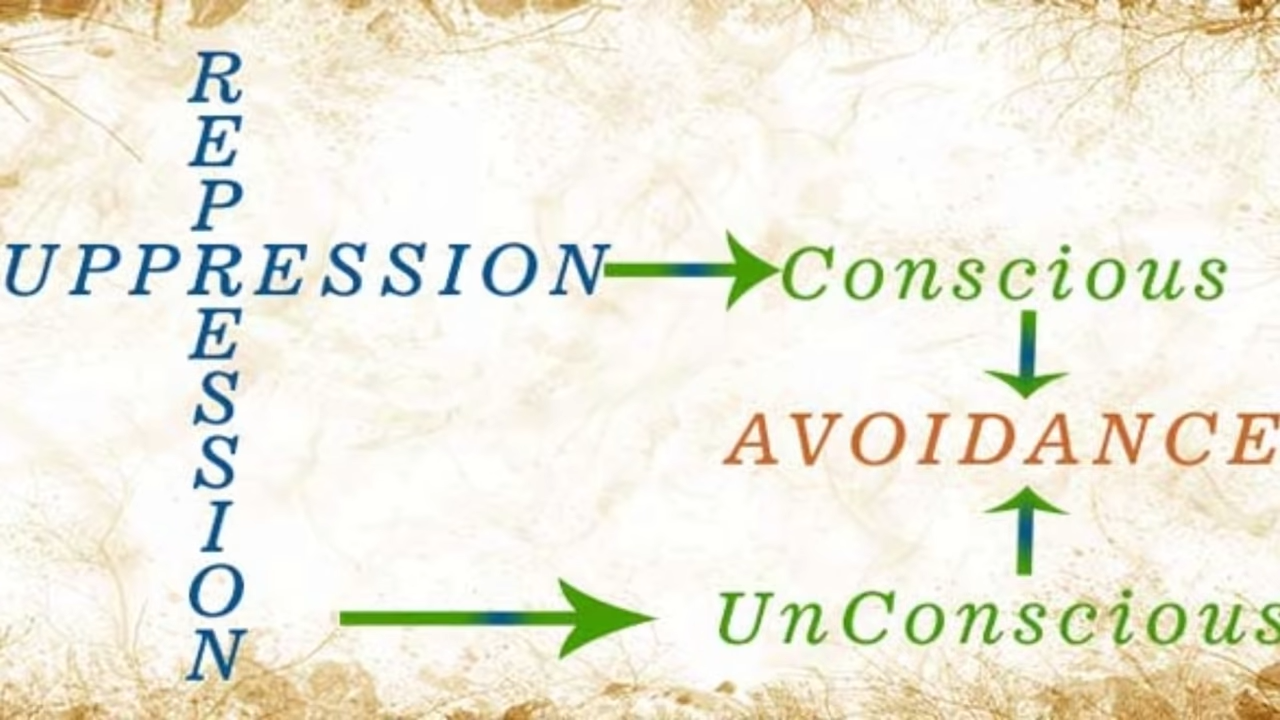 REPRESSION
UPPRESSION
Conscious
AVOIDANCE
UnConscious